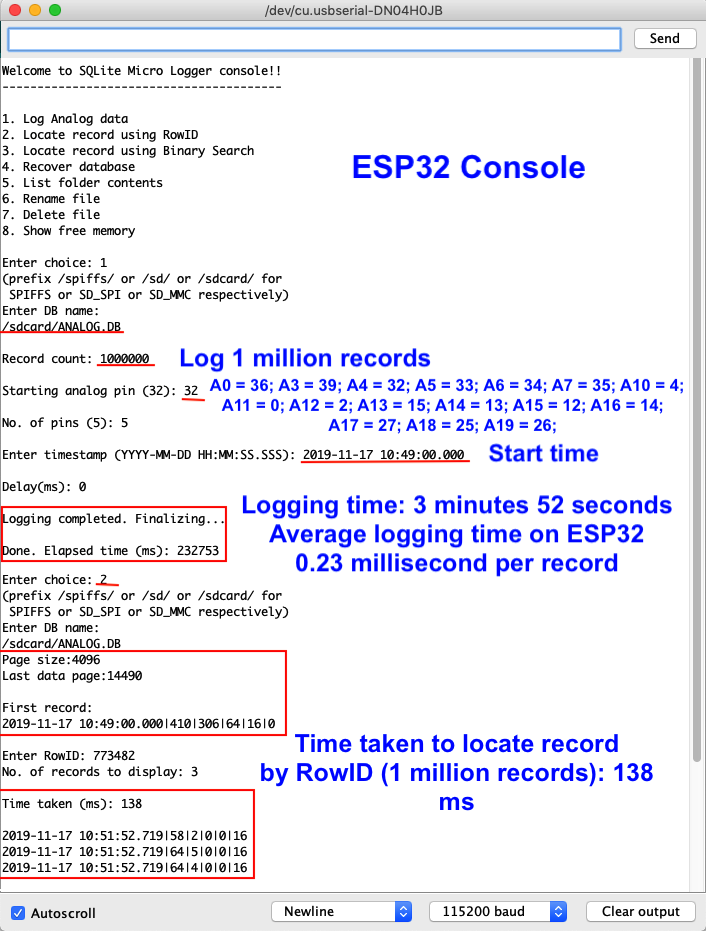 /dev/cu.usbserial-DN04H0JB
Send
Welcome to SQLite Micro Logger console!!
----------------------------------------
1. Log Analog data
2. Locate record using RowID
3. Locate record using Binary Search
4. Recover database
5. List folder contents
6. Rename file
7. Delete file
8. Show free memory
ESP32 Console
Enter choice: 1
(prefix /spiffs/ or /sd/ or /sdcard/ for
SPIFFS or SD_SPI or SD_MMC respectively)
Enter DB name:
/sdcard/ANALOG.DB
Record count: 1000000
Log 1 million records
Starting analog pin (32): 32
A0 = 36; A3 = 39; A4 = 32; A5 = 33; A6 = 34; A7 = 35; A10 = 4;
A11 = 0; A12 = 2; A13 = 15; A14 = 13; A15 = 12; A16 = 14;
A17 = 27; A18 = 25; A19 = 26;
No. of pins (5): 5
Enter timestamp (YYYY-MM-DD HH:MM:SS.SSS): 2019-11-17 10:49:00.000
Start time
Delay(ms): 0
Logging completed. Finalizing...
Done. Elapsed time (ms): 232753
Logging time: 3 minutes 52 seconds
Average logging time on ESP32
0.23 millisecond per record
Enter choice: 2
(prefix /spiffs/ or /sd/ or /sdcard/ for
SPIFFS or SD_SPI or SD_MMC respectively)
Enter DB name:
/sdcard/ANALOG.DB
Page size:4096
Last data page:14490
First record:
2019-11-17 10:49:00.000|410|306|64|16|0
Enter RowID: 773482
No. of records to display: 3
Time taken to locate record
by RowID (1 million records): 138
ms
Time taken (ms): 138
2019-11-17 10:51:52.719|58|2|0|0|16
2019-11-17 10:51:52.719|64|5|0|0|16
2019-11-17 10:51:52.719|64|4|0|0|16
Autoscroll
Newline
115200 baud
Clear output